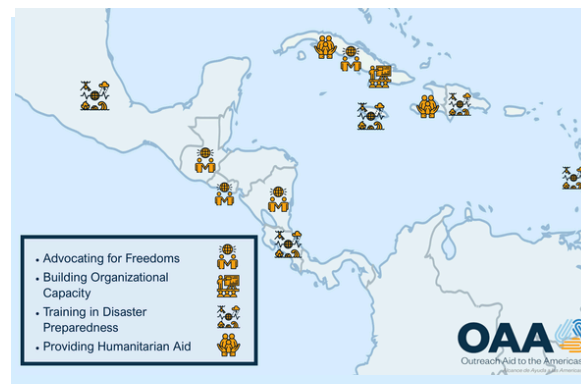 • Advocating for Freedoms
• Building Organizational
Capacity
• Training in Disaster
Preparedness
• Providing Humanitarian Aid
OAA
Outreach Aid to the Americas